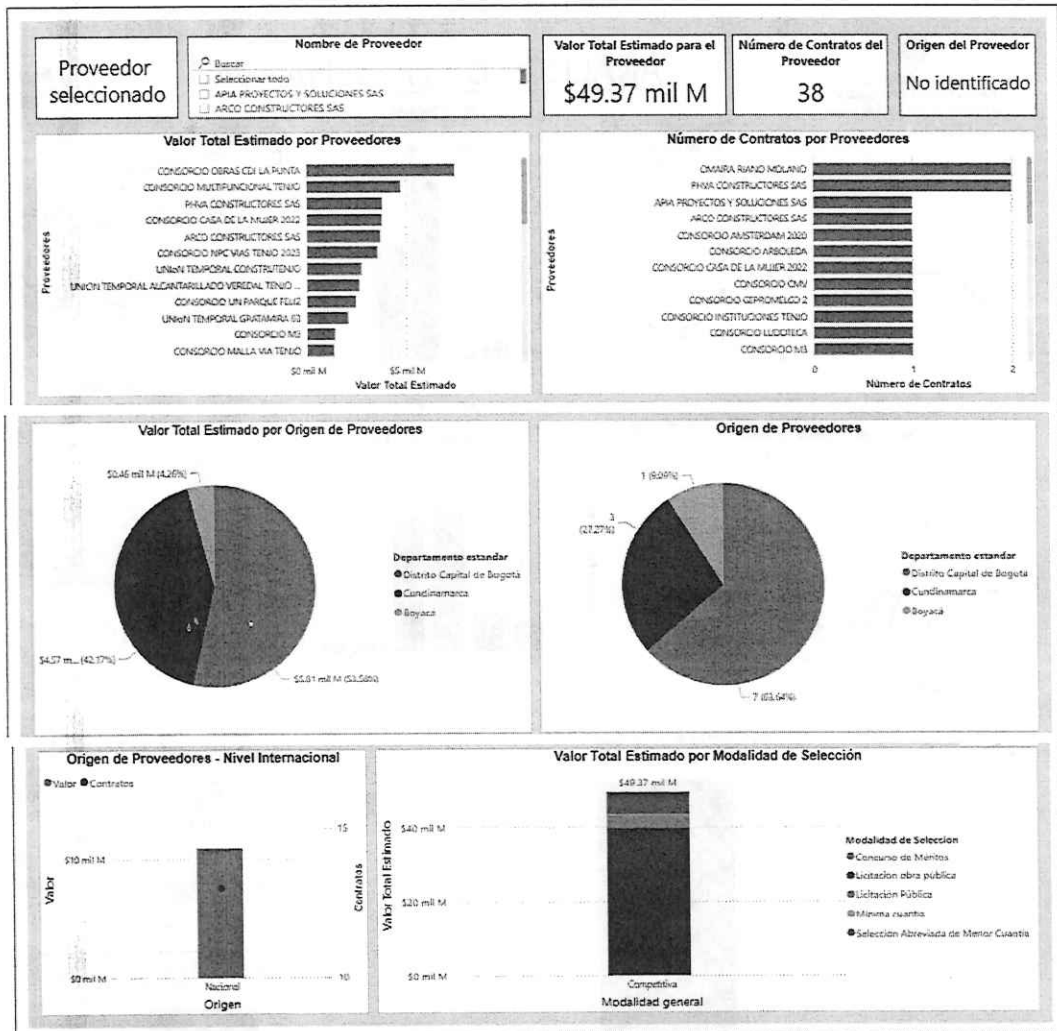 Proveedor
seleccionado
Nombre de Proveedor
Buscar
Seleccionar todo
APIA PROYECTOS Y SOLUCIONES SAS
ARCO CONSTRUCTORES SAS
Valor Total Estimado para el
Proveedor
$49.37 mil M
Número de Contratos del
Proveedor
38
Origen del Proveedor
No identificado
Valor Total Estimado por Proveedores
Proveedores
CONSORCIO OBRAS CDI LA PUNTA
CONSORCIO MULTIFUNCIONAL TENJO
PHVA CONSTRUCTORES SAS
CONSORCIO CASA DE LA MUJER 2022
ARCO CONSTRUCTORES SAS
CONSORCIO NPC VIAS TENJO 2023
UNIóN TEMPORAL CONSTRUTENJO
UNION TEMPORAL ALCANTARILLADO VEREDAL TENJO ...
CONSORCIO UN PARQUE FELIZ
UNIóN TEMPORAL GRATAMIRA 63
CONSORCIO M3
CONSORCIO MALLA VIA TENJO
$0 mil M
$5 mil M
Valor Total Estimado
Número de Contratos por Proveedores
Proveedores
OMAIRA RIANO MOLANO
PHVA CONSTRUCTORES SAS
APIA PROYECTOS Y SOLUCIONES SAS
ARCO CONSTRUCTORES SAS
CONSORCIO AMSTERDAM 2020
CONSORCIO ARBOLEDA
CONSORCIO CASA DE LA MUJER 2022
CONSORCIO CMV
CONSORCIO GEPROMELGO 2
CONSORCIO INSTITUCIONES TENJO
CONSORCIO LUDOTECA
CONSORCIO M3
0
1
2
Número de Contratos
Valor Total Estimado por Origen de Proveedores
$0.46 mil M (4.26%)
$4.57 m... (42.17%)
$5.81 mil M (53.58%)
Departamento estandar
Distrito Capital de Bogotá
Cundinamarca
Boyacá
Origen de Proveedores
1 (9.09%)
3
(27.27%)
7 (63.64%)
Departamento estandar
Distrito Capital de Bogotá
Cundinamarca
Boyacá
Origen de Proveedores - Nivel Internacional
Valor Contratos
Valor
$10 mil M
$0 mil M
15
10
Contratos
Nacional
Origen
Valor Total Estimado por Modalidad de Selección
$49.37 mil M
Valor Total Estimado
$40 mil M
$20 mil M
$0 mil M
Competitiva
Modalidad general
Modalidad de Seleccion
Concurso de Méritos
Licitación obra pública
Licitación Pública
Mínima cuantía
Selección Abreviada de Menor Cuantía